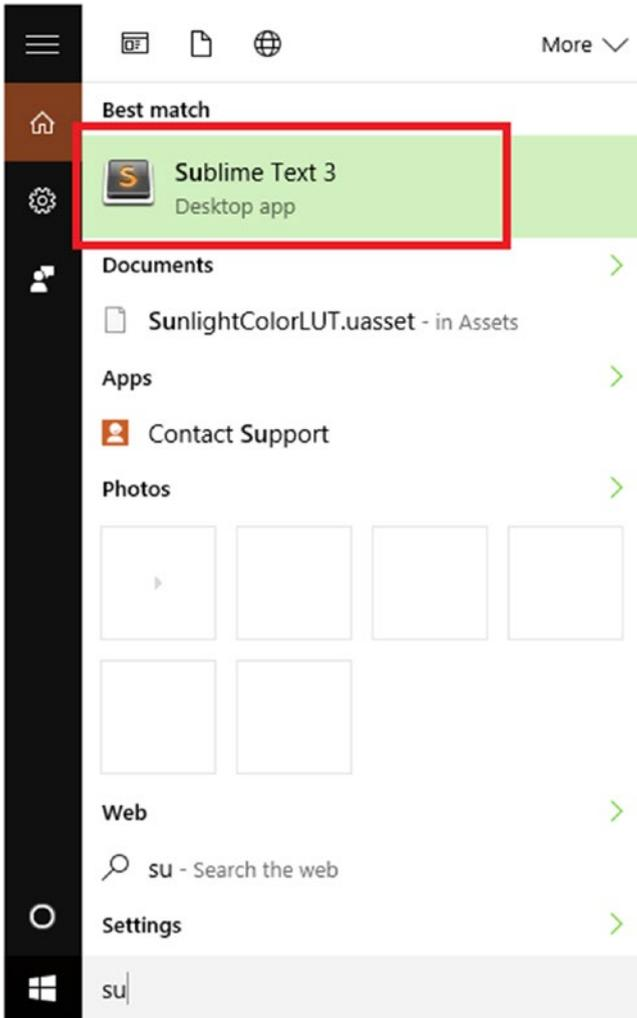 More
Best match
S
Sublime Text 3
Desktop app
Documents
SunlightColorLUT.uasset - in Assets
Apps
Contact Support
Photos
Web
su - Search the web
Settings
su